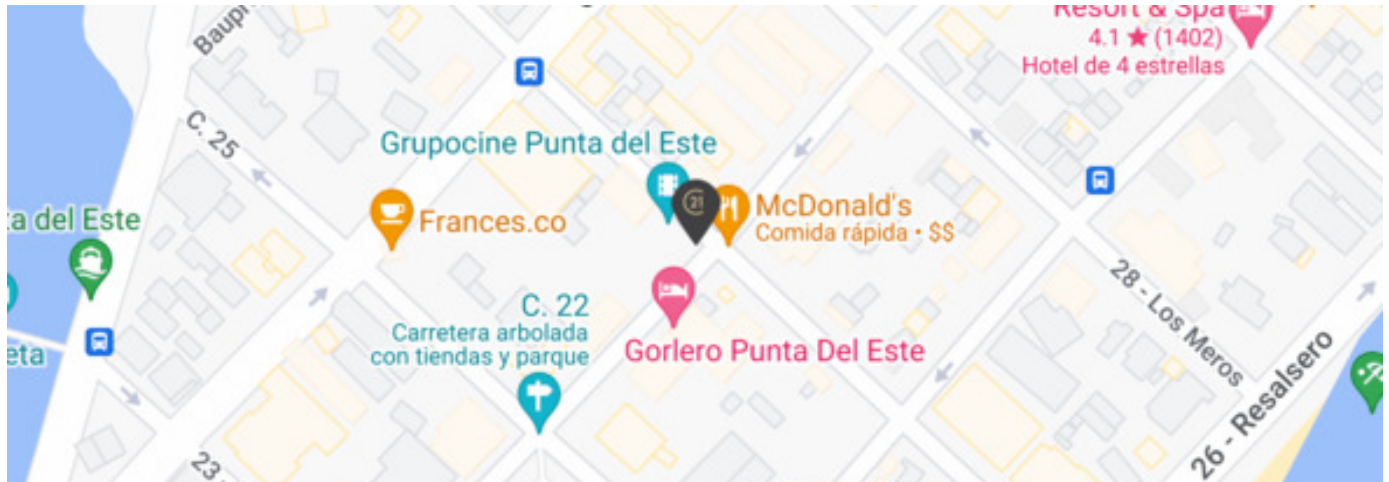 Resort & Spa
4.1 ★ (1402)
Hotel de 4 estrellas
C. 25
Grupocine Punta del Este
21
McDonald's
Comida rápida • $$
Frances.co
ta del Este
28 - Los Meros
C. 22
Carretera arbolada
con tiendas y parque
Gorlero Punta Del Este
eta
26 - Resalsero
23